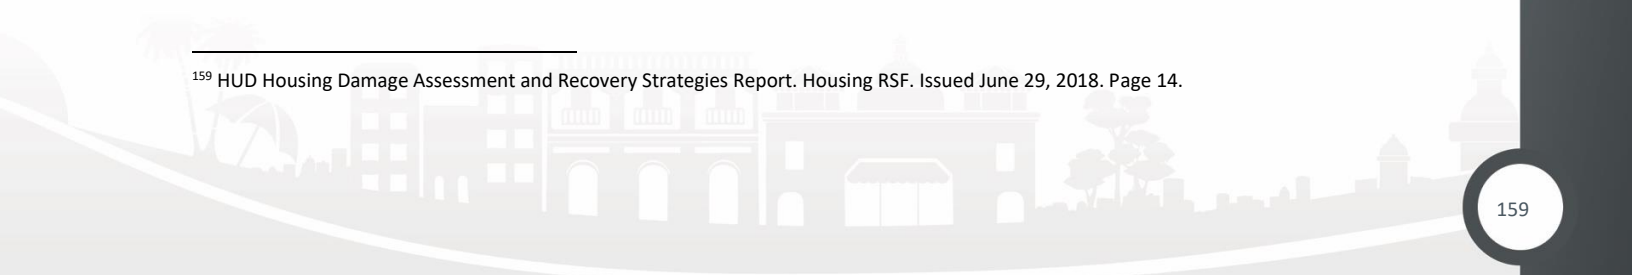 159 HUD Housing Damage Assessment and Recovery Strategies Report. Housing RSF. Issued June 29, 2018. Page 14.
159